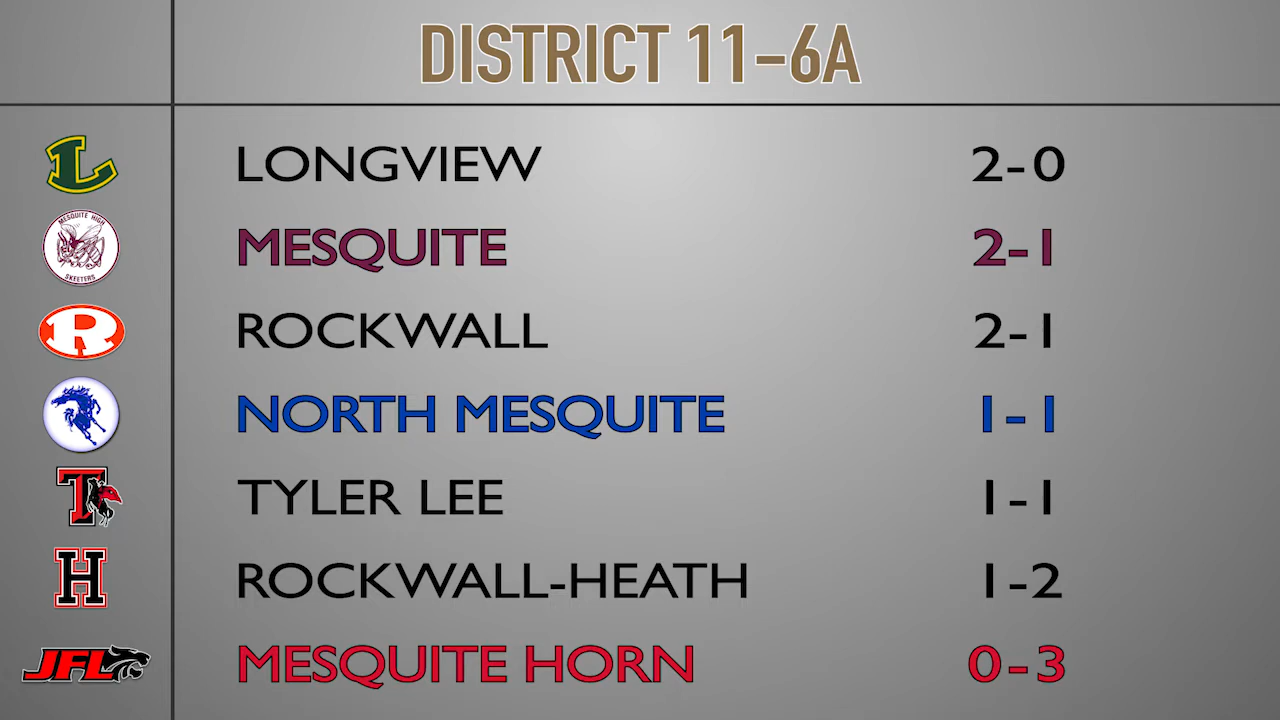 DISTRICT 11-6A
L LONGVIEW 2-0
MESQUITE HIGH SKEETERS MESQUITE 2-1
R ROCKWALL 2-1
NORTH MESQUITE 1-1
T TYLER LEE 1-1
H ROCKWALL-HEATH 1-2
JFL MESQUITE HORN 0-3